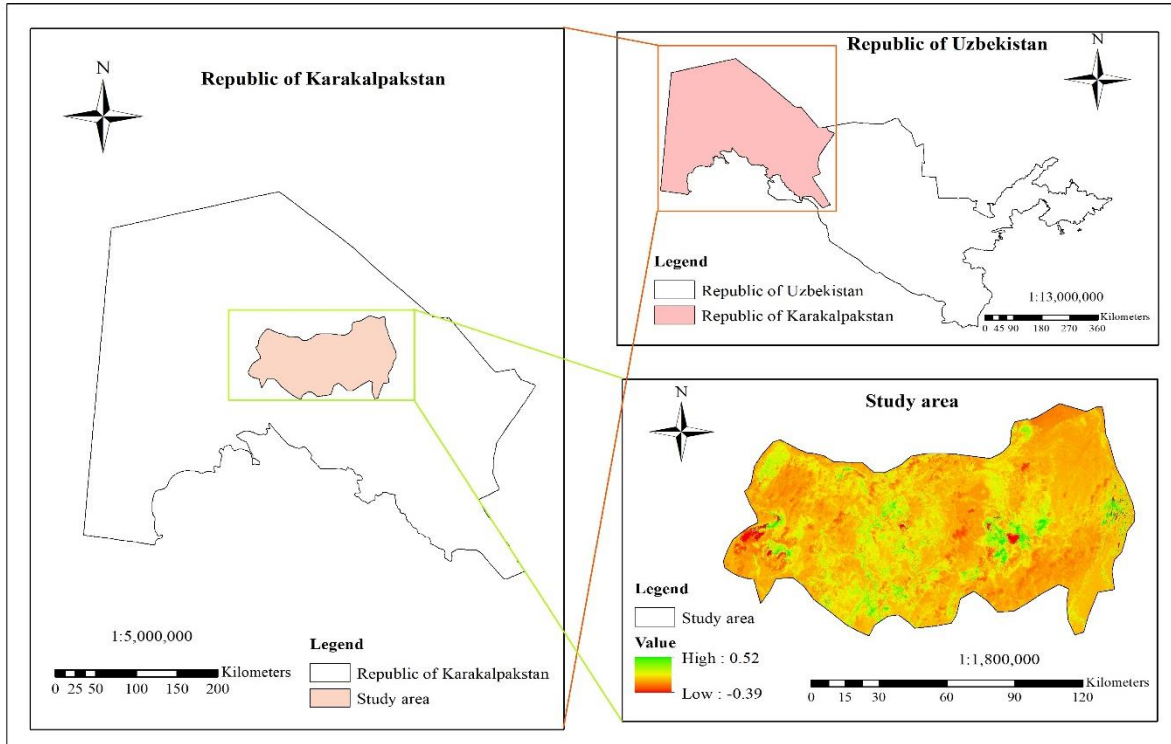 Republic of Karakalpakstan
N
1:5,000,000
0 25 50 100 150 200 Kilometers
Legend
Republic of Karakalpakstan
Study area
Republic of Uzbekistan
N
Legend
Republic of Uzbekistan
Republic of Karakalpakstan
1:13,000,000
0 45 90 180 270 360 Kilometers
Study area
N
Legend
Study area
Value
High : 0.52
Low : -0.39
1:1,800,000
0 15 30 60 90 120 Kilometers